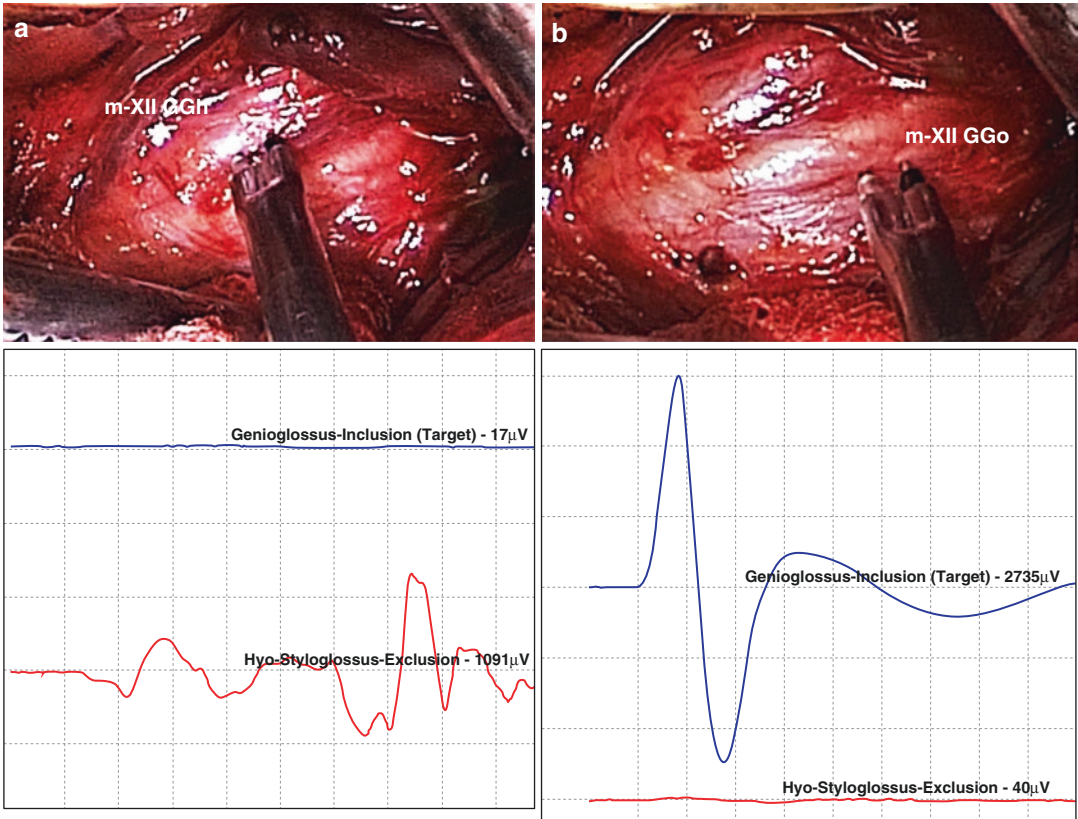 a
m-XII GGh
b
m-XII GGo
Genioglossus-Inclusion (Target) - 17µV
Hyo-Styloglossus-Exclusion - 1091µV
Genioglossus-Inclusion (Target) - 2735µV
Hyo-Styloglossus-Exclusion - 40µV